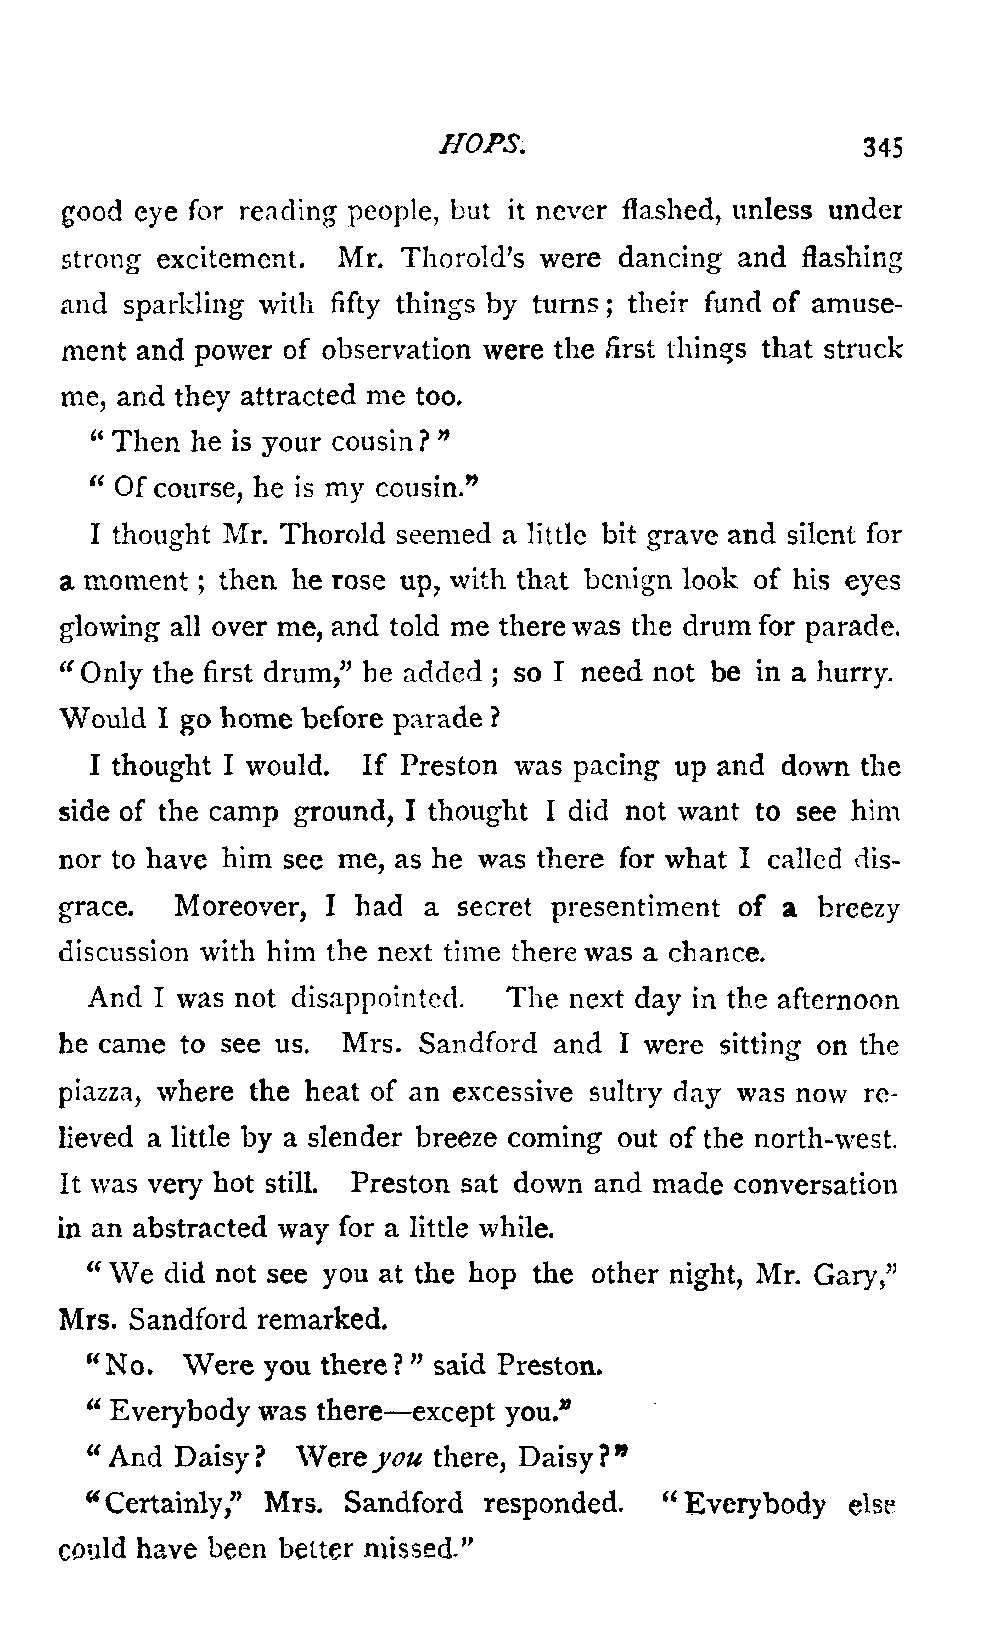 HOPS. 345
good eye for reading people, but it never flashed, unless under
strong excitement. Mr. Thorold's were dancing and flashing
and sparkling with fifty things by turns; their fund of amuse-
ment and power of observation were the first things that struck
me, and they attracted me too.
"Then he is your cousin?"
"Of course, he is my cousin."
I thought Mr. Thorold seemed a little bit grave and silent for
a moment; then he rose up, with that benign look of his eyes
glowing all over me, and told me there was the drum for parade.
"Only the first drum," he added; so I need not be in a hurry.
Would I go home before parade?
I thought I would. If Preston was pacing up and down the
side of the camp ground, I thought I did not want to see him
nor to have him see me, as he was there for what I called dis-
grace. Moreover, I had a secret presentiment of a breezy
discussion with him the next time there was a chance.
And I was not disappointed. The next day in the afternoon
he came to see us. Mrs. Sandford and I were sitting on the
piazza, where the heat of an excessive sultry day was now re-
lieved a little by a slender breeze coming out of the north-west.
It was very hot still. Preston sat down and made conversation
in an abstracted way for a little while.
"We did not see you at the hop the other night, Mr. Gary,"
Mrs. Sandford remarked.
"No. Were you there?" said Preston.
"Everybody was there—except you."
"And Daisy? Were you there, Daisy?"
"Certainly," Mrs. Sandford responded. "Everybody else
could have been better missed."